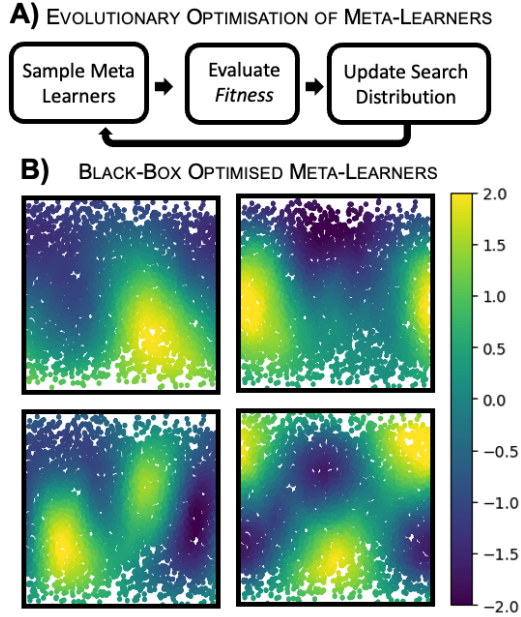 A) EVOLUTIONARY OPTIMISATION OF META-LEARNERS
Sample Meta
Learners
Evaluate
Fitness
Update Search
Distribution
B) BLACK-BOX OPTIMISED META-LEARNERS
2.0
1.5
1.0
0.5
0.0
−0.5
−1.0
−1.5
−2.0